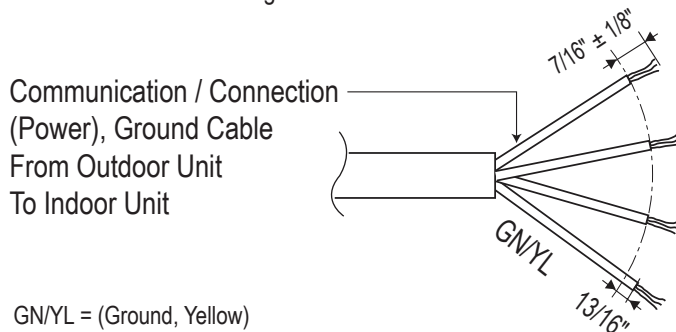 7/16" ± 1/8"
Communication / Connection
(Power), Ground Cable
From Outdoor Unit
To Indoor Unit
GN/YL
13/16"
GN/YL = (Ground, Yellow)